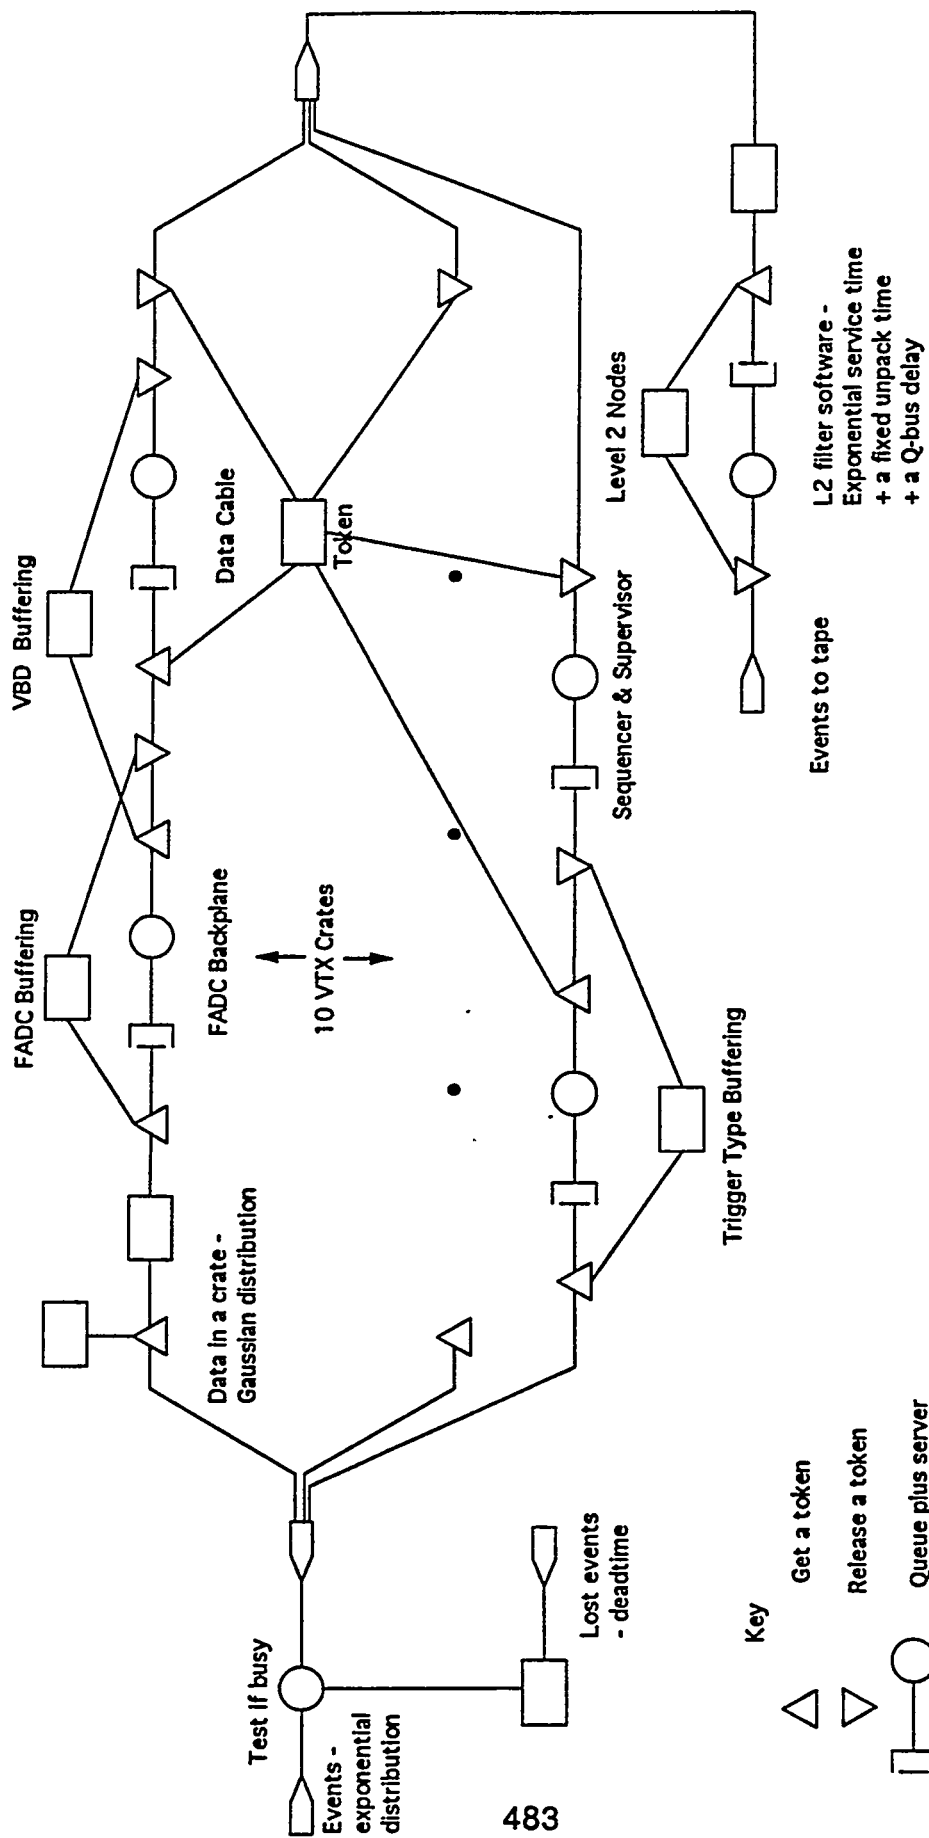 VBD Buffering
FADC Buffering
Data Cable
Token
FADC Backplane
10 VTX Crates
Data in a crate -
Gaussian distribution
Test if busy
Events -
exponential
distribution
Lost events
- deadtime
Trigger Type Buffering
Sequencer & Supervisor
Level 2 Nodes
L2 filter software -
Exponential service time
+ a fixed unpack time
+ a Q-bus delay
Events to tape
Key
Get a token
Release a token
Queue plus server
483